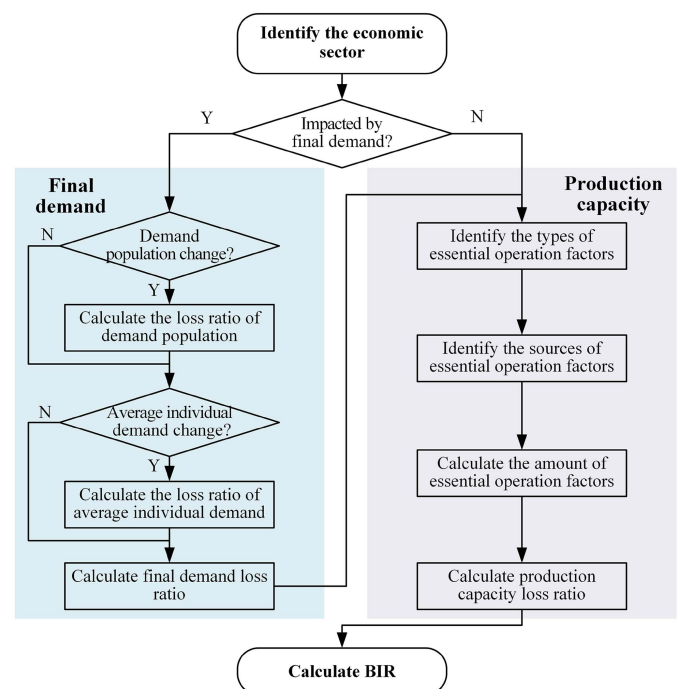 Identify the economic
sector
Impacted by
final demand?
Y
N
Final
demand
Demand
population change?
N
Y
Calculate the loss ratio of
demand population
Average individual
demand change?
N
Y
Calculate the loss ratio of
average individual demand
Calculate final demand loss
ratio
Production
capacity
Identify the types of
essential operation factors
Identify the sources of
essential operation factors
Calculate the amount of
essential operation factors
Calculate production
capacity loss ratio
Calculate BIR